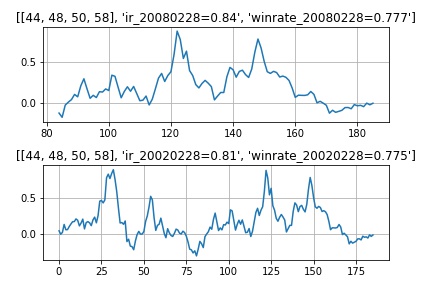 [[44, 48, 50, 58], 'ir_20080228=0.84', 'winrate_20080228=0.777']
0.5
0.0
80 100 120 140 160 180
[[44, 48, 50, 58], 'ir_20020228=0.81', 'winrate_20020228=0.775']
0.5
0.0
0 25 50 75 100 125 150 175